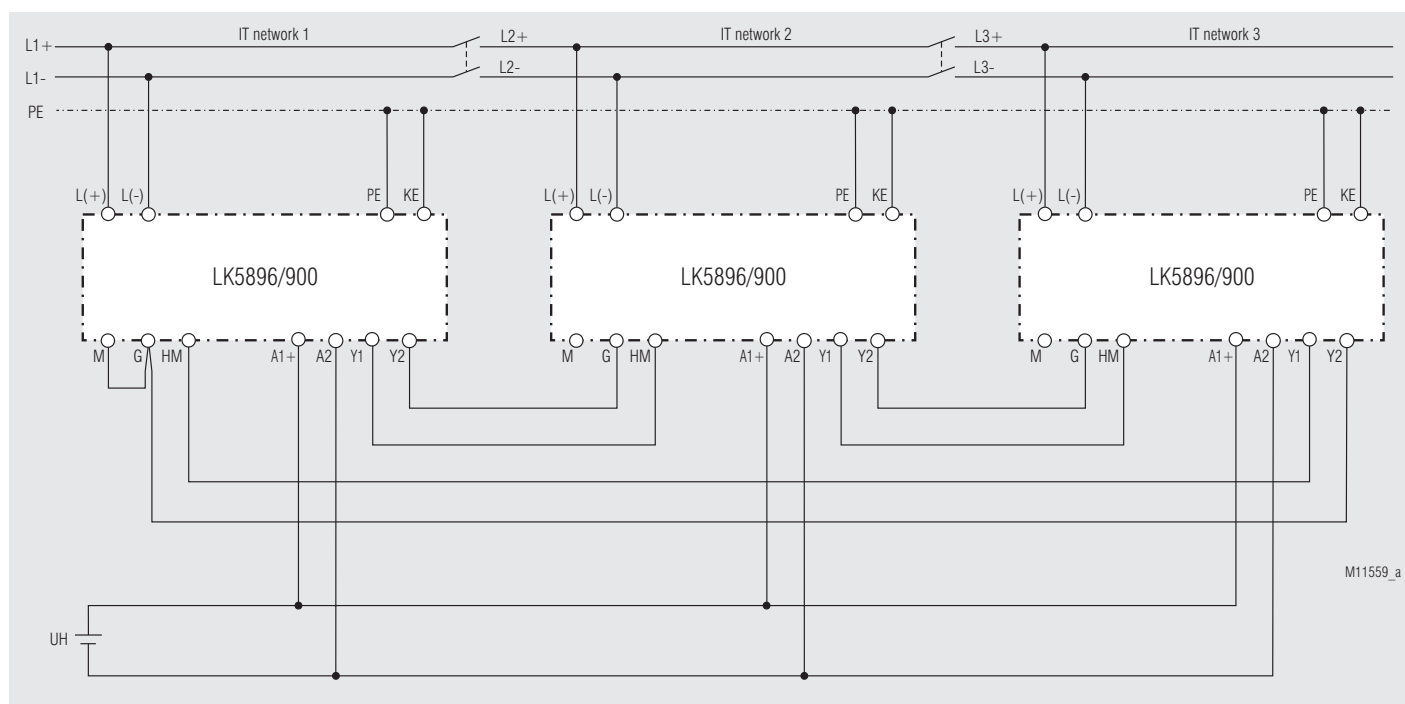 IT network 1 IT network 2 IT network 3
L1+ L2+ L3+
L1- L2- L3-
PE
L(+) L(-) PE KE L(+) L(-) PE KE L(+) L(-) PE KE
LK5896/900 LK5896/900 LK5896/900
M G HM A1+ A2 Y1 Y2 M G HM A1+ A2 Y1 Y2 M G HM A1+ A2 Y1 Y2
M11559_a
UH